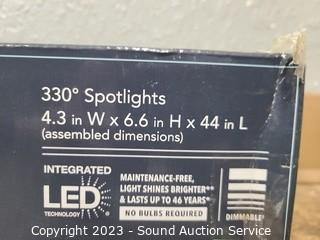 330° Spotlights
4.3 in W x 6.6 in H x 44 in L
(assembled dimensions)
INTEGRATED
LED
TECHNOLOGY
MAINTENANCE-FREE,
LIGHT SHINES BRIGHTER**
& LASTS UP TO 46 YEARS*
NO BULBS REQUIRED
DIMMABLE†
Copyright 2023 - Sound Auction Service